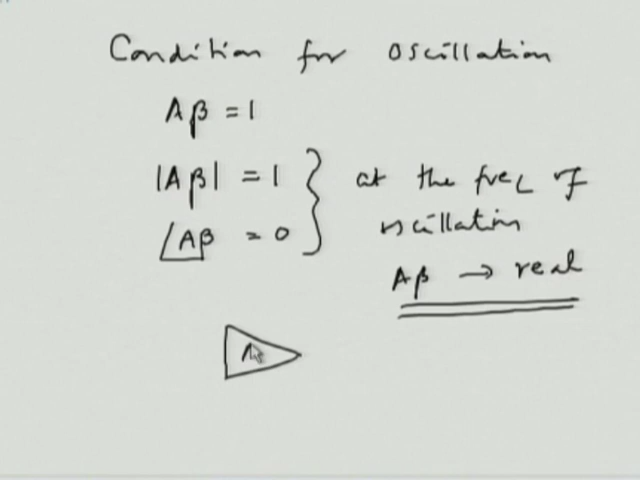 Condition for oscillation
Aβ = 1
|Aβ| = 1 } at the freq of
∠Aβ = 0 oscillation
Aβ → real